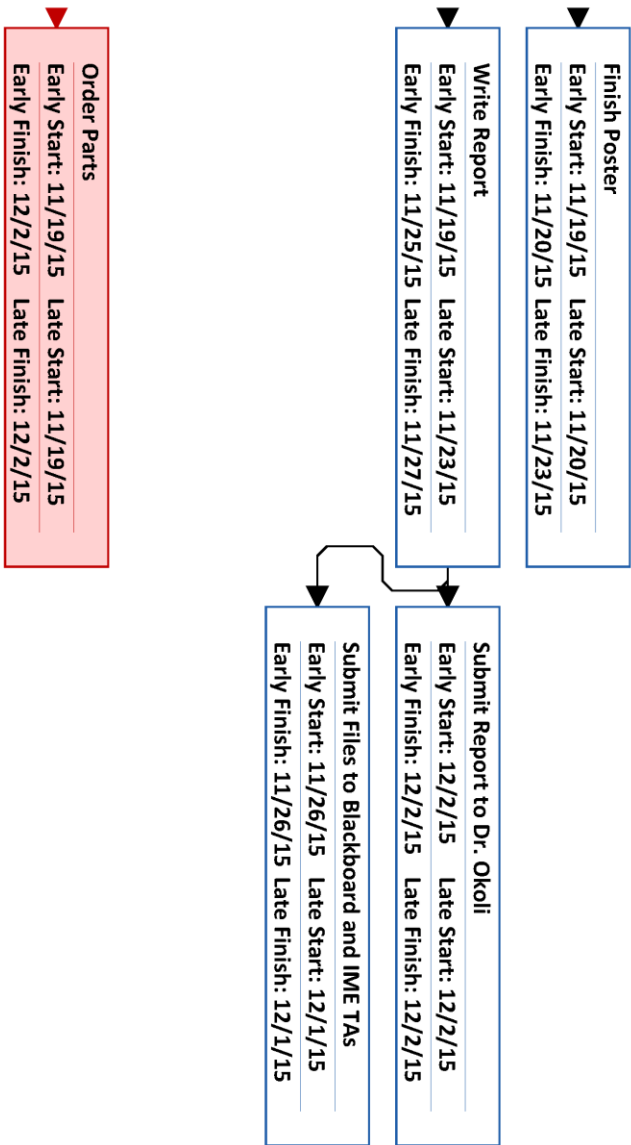 Finish Poster
Early Start: 11/19/15 Late Start: 11/20/15
Early Finish: 11/20/15 Late Finish: 11/23/15
Write Report
Early Start: 11/19/15 Late Start: 11/23/15
Early Finish: 11/25/15 Late Finish: 11/27/15
Submit Report to Dr. Okoli
Early Start: 12/2/15 Late Start: 12/2/15
Early Finish: 12/2/15 Late Finish: 12/2/15
Submit Files to Blackboard and IME TAs
Early Start: 11/26/15 Late Start: 12/1/15
Early Finish: 11/26/15 Late Finish: 12/1/15
Order Parts
Early Start: 11/19/15 Late Start: 11/19/15
Early Finish: 12/2/15 Late Finish: 12/2/15